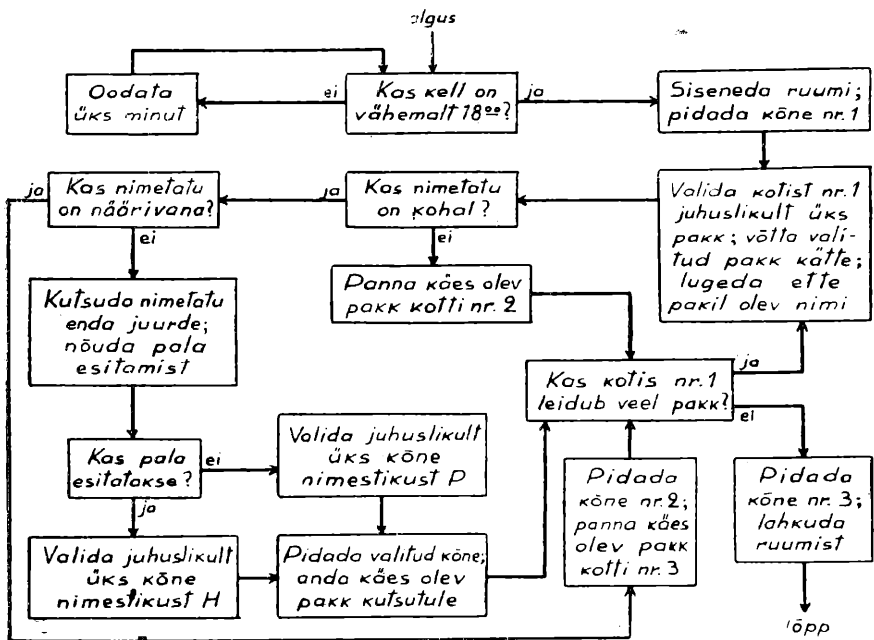 algus
Oodata
üks minut
ei
Kas kell on
vähemalt 18⁰⁰?
ja
Siseneda ruumi;
pidada kõne nr. 1
ja
Kas nimetatu
on näärivana?
ja
Kas nimetatu
on kohal?
Valida kotist nr. 1
juhuslikult üks
pakk; võtta vali-
tud pakk kätte;
lugeda ette
pakil olev nimi
ei
ei
Kutsuda nimetatu
enda juurde;
nõuda pala
esitamist
Panna käes olev
pakk kotti nr. 2
Kas kotis nr. 1
leidub veel pakk?
ja
ei
Kas pala
esitatakse?
ei
Valida juhuslikult
üks kõne
nimestikust P
ja
Valida juhuslikult
üks kõne
nimestikust H
Pidada valitud kõne;
anda käes olev
pakk kutsutule
Pidada
kõne nr. 2;
panna käes
olev pakk
kotti nr. 3
Pidada
kõne nr. 3;
lahkuda
ruumist
lõpp